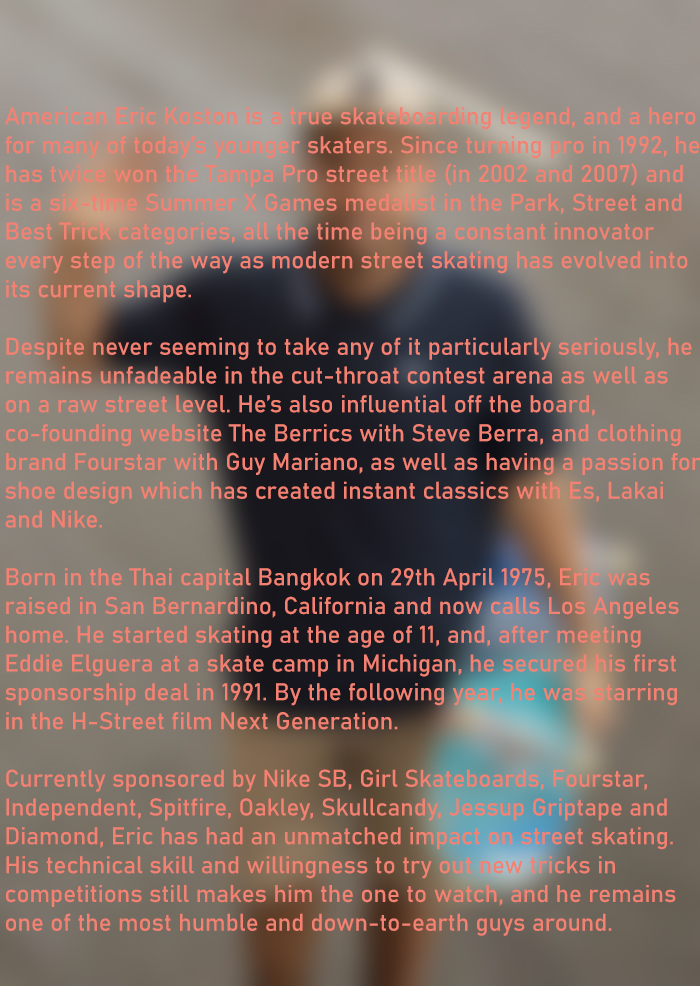 American Eric Koston is a true skateboarding legend, and a hero
for many of today's younger skaters. Since turning pro in 1992, he
has twice won the Tampa Pro street title (in 2002 and 2007) and
is a six-time Summer X Games medalist in the Park, Street and
Best Trick categories, all the time being a constant innovator
every step of the way as modern street skating has evolved into
its current shape.
Despite never seeming to take any of it particularly seriously, he
remains unfadeable in the cut-throat contest arena as well as
on a raw street level. He's also influential off the board,
co-founding website The Berrics with Steve Berra, and clothing
brand Fourstar with Guy Mariano, as well as having a passion for
shoe design which has created instant classics with Es, Lakai
and Nike.
Born in the Thai capital Bangkok on 29th April 1975, Eric was
raised in San Bernardino, California and now calls Los Angeles
home. He started skating at the age of 11, and, after meeting
Eddie Elguera at a skate camp in Michigan, he secured his first
sponsorship deal in 1991. By the following year, he was starring
in the H-Street film Next Generation.
Currently sponsored by Nike SB, Girl Skateboards, Fourstar,
Independent, Spitfire, Oakley, Skullcandy, Jessup Griptape and
Diamond, Eric has had an unmatched impact on street skating.
His technical skill and willingness to try out new tricks in
competitions still makes him the one to watch, and he remains
one of the most humble and down-to-earth guys around.